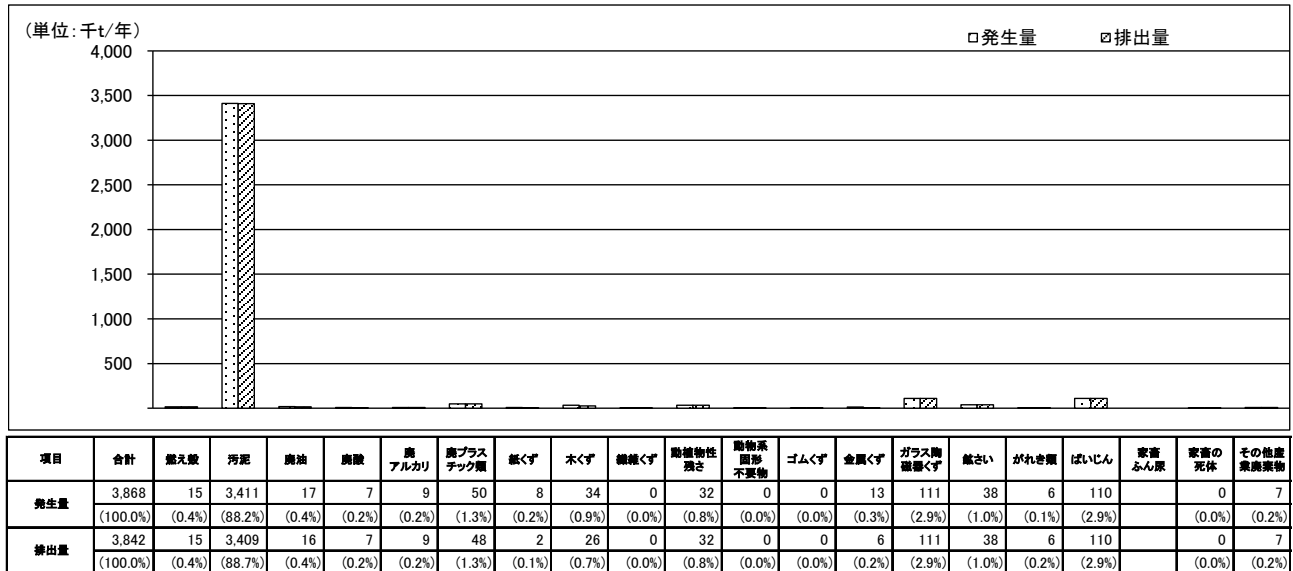 （単位：千t/年）
□発生量 排出量
4,000
3,500
3,000
2,500
2,000
1,500
1,000
500
項目 合計 燃え殻 汚泥 廃油 廃酸 廃アルカリ 廃プラスチック類 紙くず 木くず 繊維くず 動植物性残さ 動物系固形不要物 ゴムくず 金属くず ガラス陶磁器くず 鉱さい がれき類 ばいじん 家畜ふん尿 家畜の死体 その他産業廃棄物
発生量 3,868 15 3,411 17 7 9 50 8 34 0 32 0 0 13 111 38 6 110 0 7
(100.0%) (0.4%) (88.2%) (0.4%) (0.2%) (0.2%) (1.3%) (0.2%) (0.9%) (0.0%) (0.8%) (0.0%) (0.0%) (0.3%) (2.9%) (1.0%) (0.1%) (2.9%) (0.0%) (0.2%)
排出量 3,842 15 3,409 16 7 9 48 2 26 0 32 0 0 6 111 38 6 110 0 7
(100.0%) (0.4%) (88.7%) (0.4%) (0.2%) (0.2%) (1.3%) (0.1%) (0.7%) (0.0%) (0.8%) (0.0%) (0.0%) (0.2%) (2.9%) (1.0%) (0.2%) (2.9%) (0.0%) (0.2%)